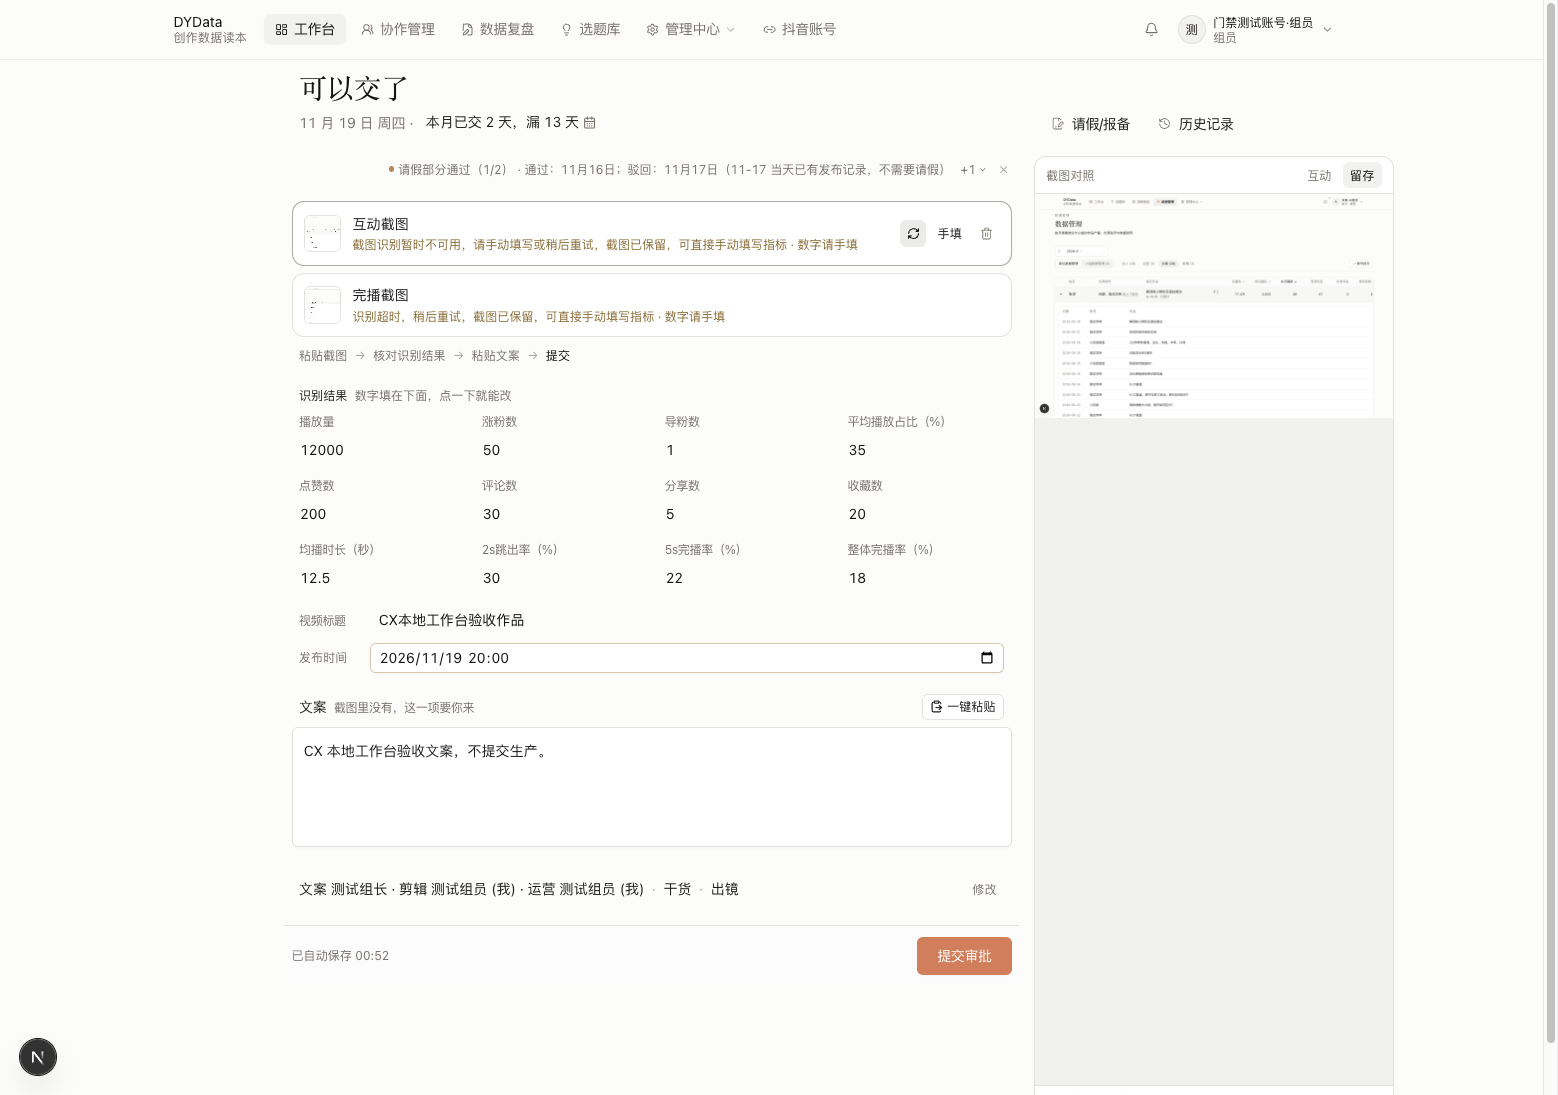 DYData
创作数据读本
工作台
协作管理
数据复盘
选题库
管理中心
抖音账号
测
门禁测试账号·组员
组员
可以交了
11 月 19 日 周四 · 本月已交 2 天，漏 13 天
请假/报备
历史记录
请假部分通过（1/2） · 通过：11月16日；驳回：11月17日（11-17 当天已有发布记录，不需要请假） +1
互动截图
截图识别暂时不可用，请手动填写或稍后重试，截图已保留，可直接手动填写指标 · 数字请手填
手填
完播截图
识别超时，稍后重试，截图已保留，可直接手动填写指标 · 数字请手填
粘贴截图 → 核对识别结果 → 粘贴文案 → 提交
识别结果 数字填在下面，点一下就能改
播放量 涨粉数 导粉数 平均播放占比（%）
12000 50 1 35
点赞数 评论数 分享数 收藏数
200 30 5 20
均播时长（秒） 2s跳出率（%） 5s完播率（%） 整体完播率（%）
12.5 30 22 18
视频标题 CX本地工作台验收作品
发布时间 2026/11/19 20:00
文案 截图里没有，这一项要你来
一键粘贴
CX 本地工作台验收文案，不提交生产。
文案 测试组长 · 剪辑 测试组员 (我) · 运营 测试组员 (我) · 干货 · 出镜
修改
已自动保存 00:52
提交审批
截图对照
互动
留存
DYData
数据管理
N